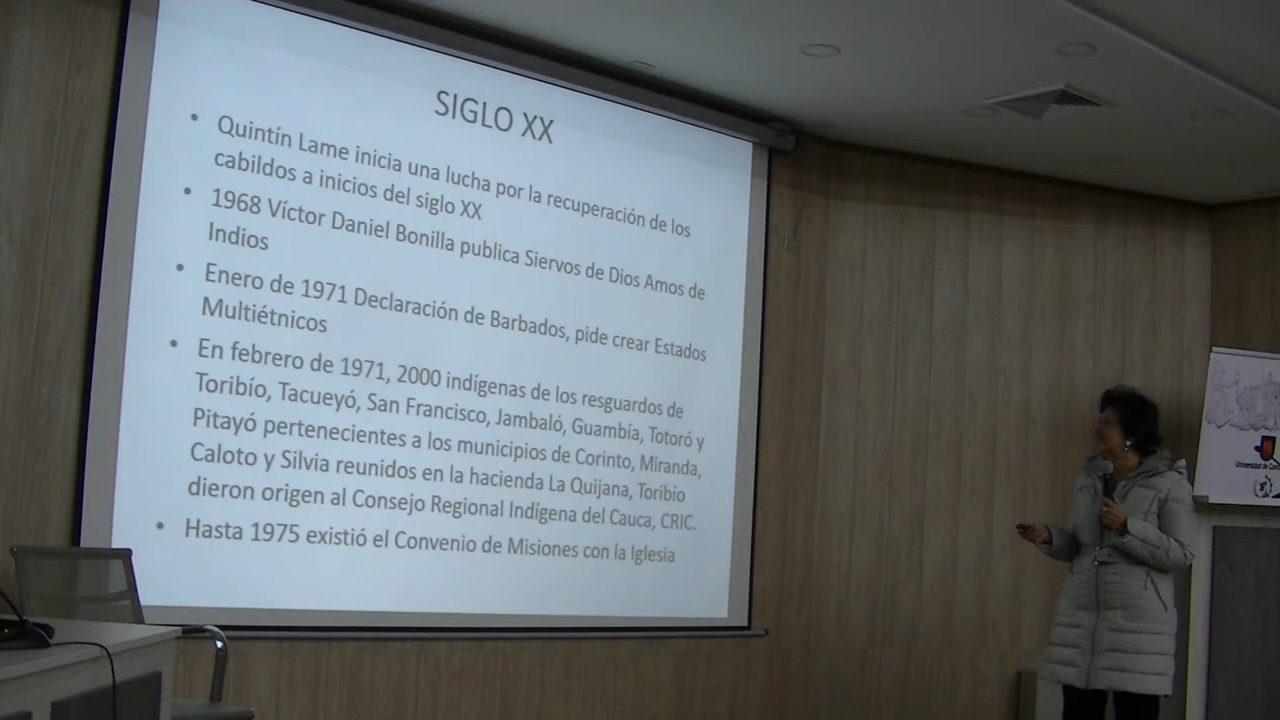 SIGLO XX
• Quintín Lame inicia una lucha por la recuperación de los
cabildos a inicios del siglo XX
• 1968 Víctor Daniel Bonilla publica Siervos de Dios Amos de
Indios
• Enero de 1971 Declaración de Barbados, pide crear Estados
Multiétnicos
• En febrero de 1971, 2000 indígenas de los resguardos de
Toribío, Tacueyó, San Francisco, Jambaló, Guambía, Totoró y
Pitayó pertenecientes a los municipios de Corinto, Miranda,
Caloto y Silvia reunidos en la hacienda La Quijana, Toribio
dieron origen al Consejo Regional Indígena del Cauca, CRIC.
• Hasta 1975 existió el Convenio de Misiones con la Iglesia
Universidad de